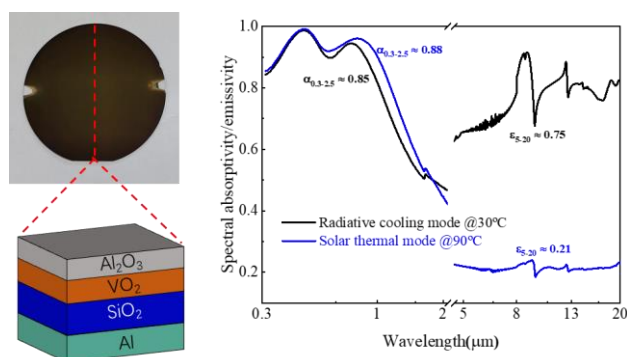 Al₂O₃
VO₂
SiO₂
Al
Spectral absorptivity/emissivity
1.0
0.8
0.6
0.4
0.2
α0.3-2.5 ≈ 0.88
α0.3-2.5 ≈ 0.85
ε5-20 ≈ 0.75
Radiative cooling mode @30°C
Solar thermal mode @90°C
ε5-20 ≈ 0.21
0.3 1 2 4 5 8 13 20
Wavelength(μm)